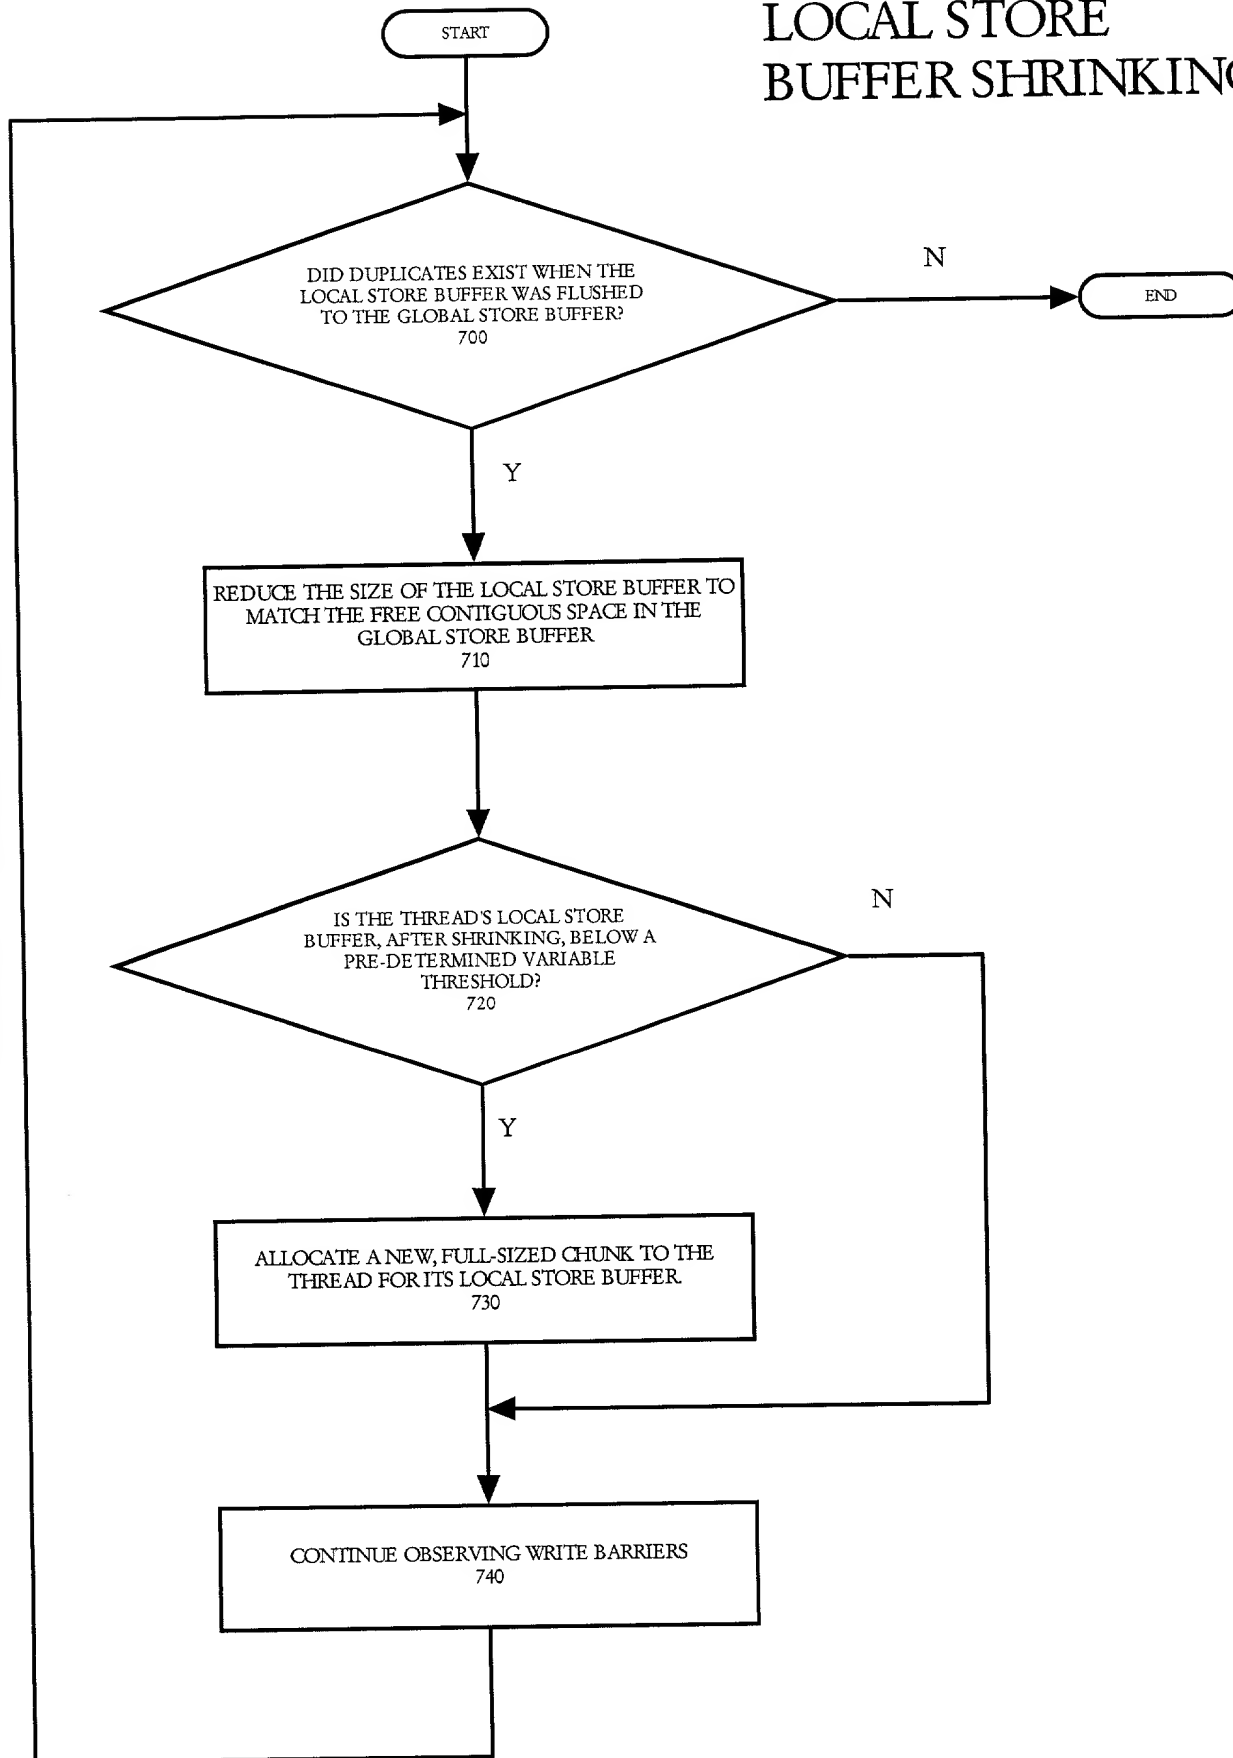 LOCAL STORE
BUFFER SHRINKING
START
DID DUPLICATES EXIST WHEN THE
LOCAL STORE BUFFER WAS FLUSHED
TO THE GLOBAL STORE BUFFER?
700
N
END
Y
REDUCE THE SIZE OF THE LOCAL STORE BUFFER TO
MATCH THE FREE CONTIGUOUS SPACE IN THE
GLOBAL STORE BUFFER
710
IS THE THREAD'S LOCAL STORE
BUFFER, AFTER SHRINKING, BELOW A
PRE-DETERMINED VARIABLE
THRESHOLD?
720
N
Y
ALLOCATE A NEW, FULL-SIZED CHUNK TO THE
THREAD FOR ITS LOCAL STORE BUFFER.
730
CONTINUE OBSERVING WRITE BARRIERS
740